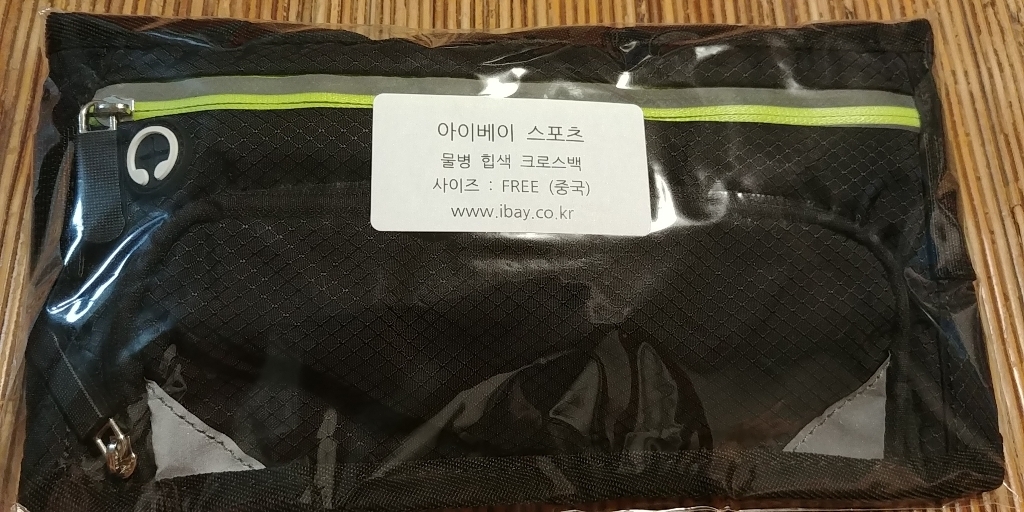 아이베이 스포츠
물병 힙색 크로스백
사이즈 : FREE (중국)
www.ibay.co.kr